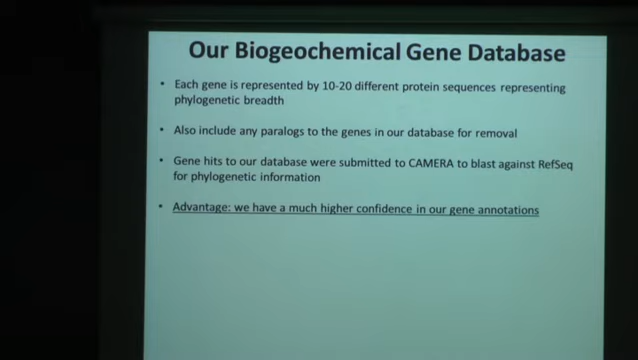 Our Biogeochemical Gene Database
• Each gene is represented by 10-20 different protein sequences representing
phylogenetic breadth
• Also include any paralogs to the genes in our database for removal
• Gene hits to our database were submitted to CAMERA to blast against RefSeq
for phylogenetic information
• Advantage: we have a much higher confidence in our gene annotations